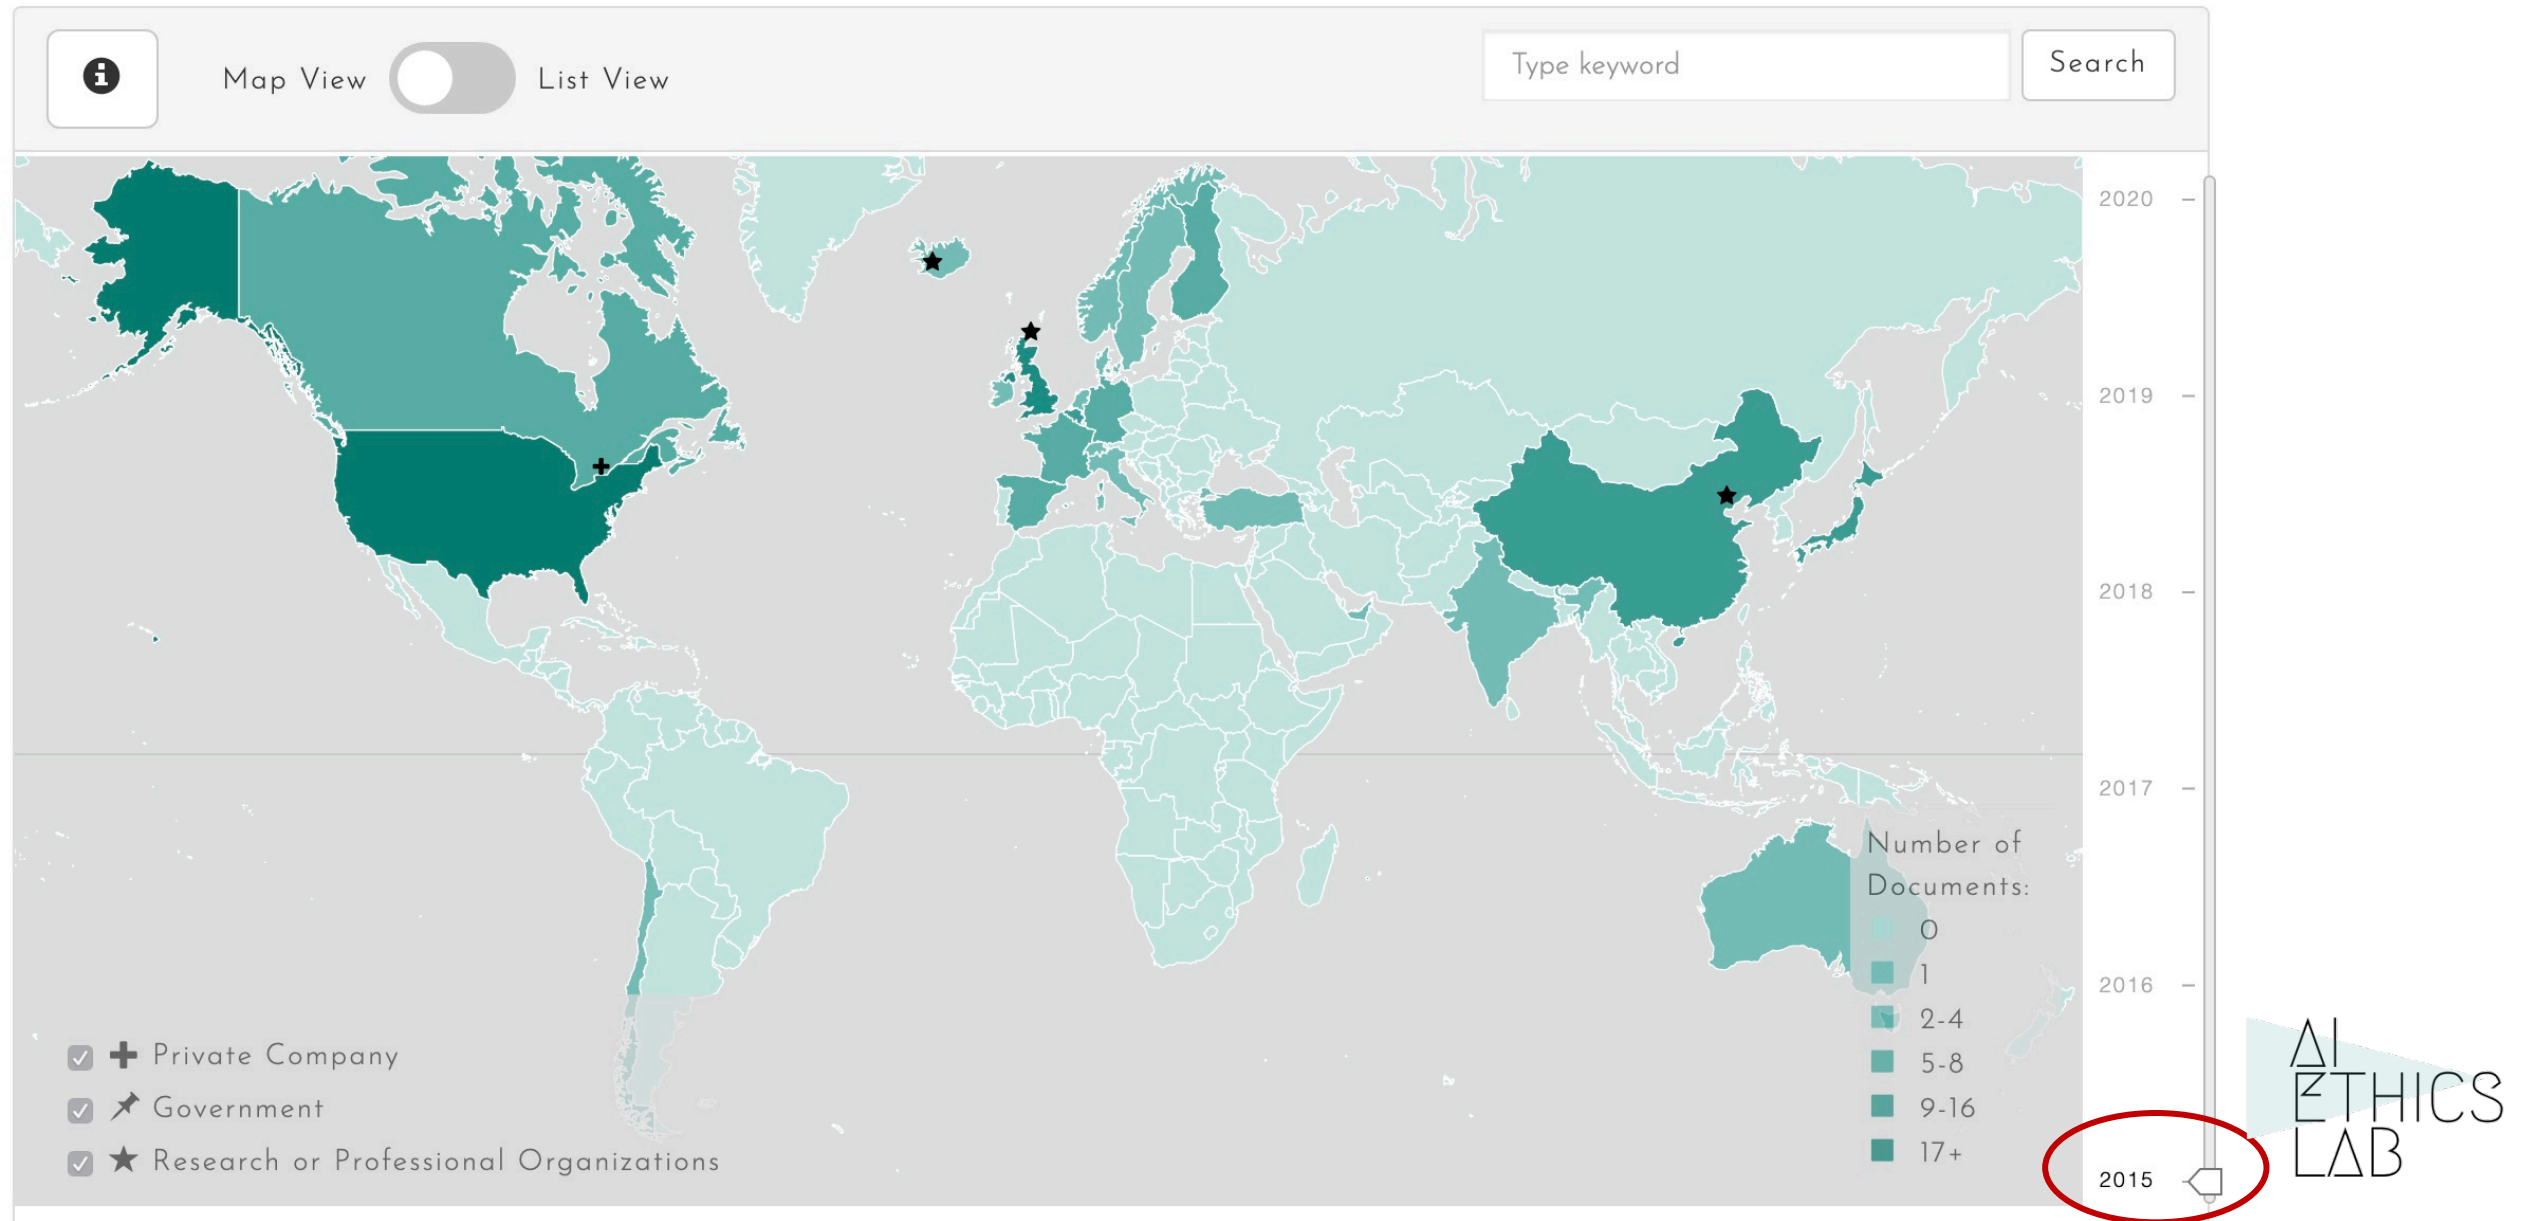 Map View
List View
Type keyword
Search
2020
2019
2018
2017
2016
2015
Number of
Documents:
0
1
2-4
5-8
9-16
17+
Private Company
Government
Research or Professional Organizations
AI
ETHICS
LAB